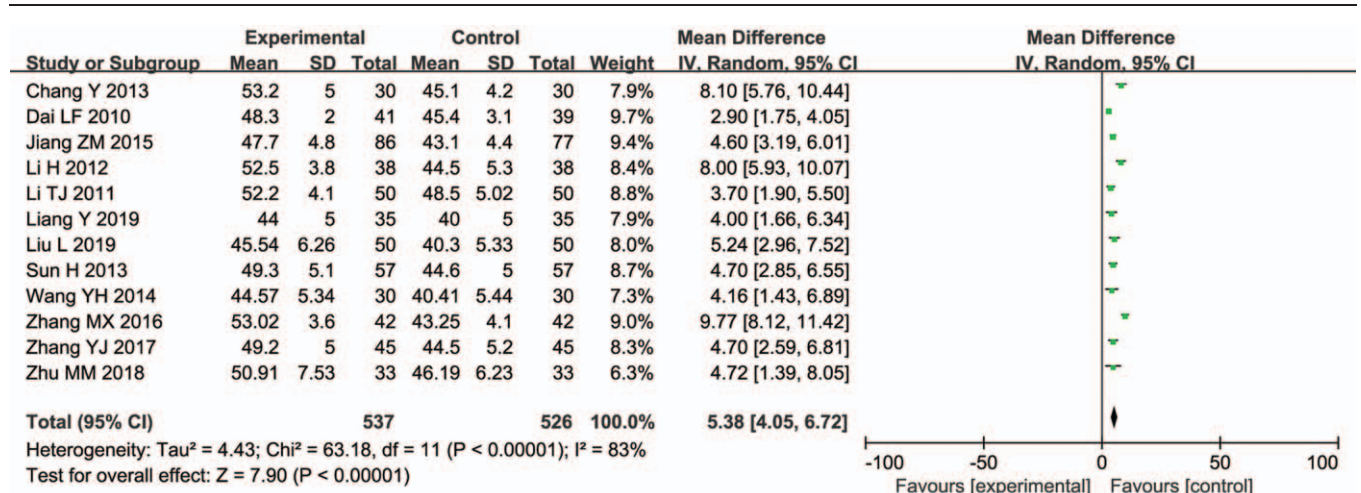 Experimental Control Mean Difference Mean Difference
Study or Subgroup Mean SD Total Mean SD Total Weight IV, Random, 95% CI IV, Random, 95% CI
Chang Y 2013 53.2 5 30 45.1 4.2 30 7.9% 8.10 [5.76, 10.44]
Dai LF 2010 48.3 2 41 45.4 3.1 39 9.7% 2.90 [1.75, 4.05]
Jiang ZM 2015 47.7 4.8 86 43.1 4.4 77 9.4% 4.60 [3.19, 6.01]
Li H 2012 52.5 3.8 38 44.5 5.3 38 8.4% 8.00 [5.93, 10.07]
Li TJ 2011 52.2 4.1 50 48.5 5.02 50 8.8% 3.70 [1.90, 5.50]
Liang Y 2019 44 5 35 40 5 35 7.9% 4.00 [1.66, 6.34]
Liu L 2019 45.54 6.26 50 40.3 5.33 50 8.0% 5.24 [2.96, 7.52]
Sun H 2013 49.3 5.1 57 44.6 5 57 8.7% 4.70 [2.85, 6.55]
Wang YH 2014 44.57 5.34 30 40.41 5.44 30 7.3% 4.16 [1.43, 6.89]
Zhang MX 2016 53.02 3.6 42 43.25 4.1 42 9.0% 9.77 [8.12, 11.42]
Zhang YJ 2017 49.2 5 45 44.5 5.2 45 8.3% 4.70 [2.59, 6.81]
Zhu MM 2018 50.91 7.53 33 46.19 6.23 33 6.3% 4.72 [1.39, 8.05]
Total (95% CI) 537 526 100.0% 5.38 [4.05, 6.72]
Heterogeneity: Tau² = 4.43; Chi² = 63.18, df = 11 (P < 0.00001); I² = 83%
Test for overall effect: Z = 7.90 (P < 0.00001)
-100 -50 0 50 100
Favours [experimental] Favours [control]